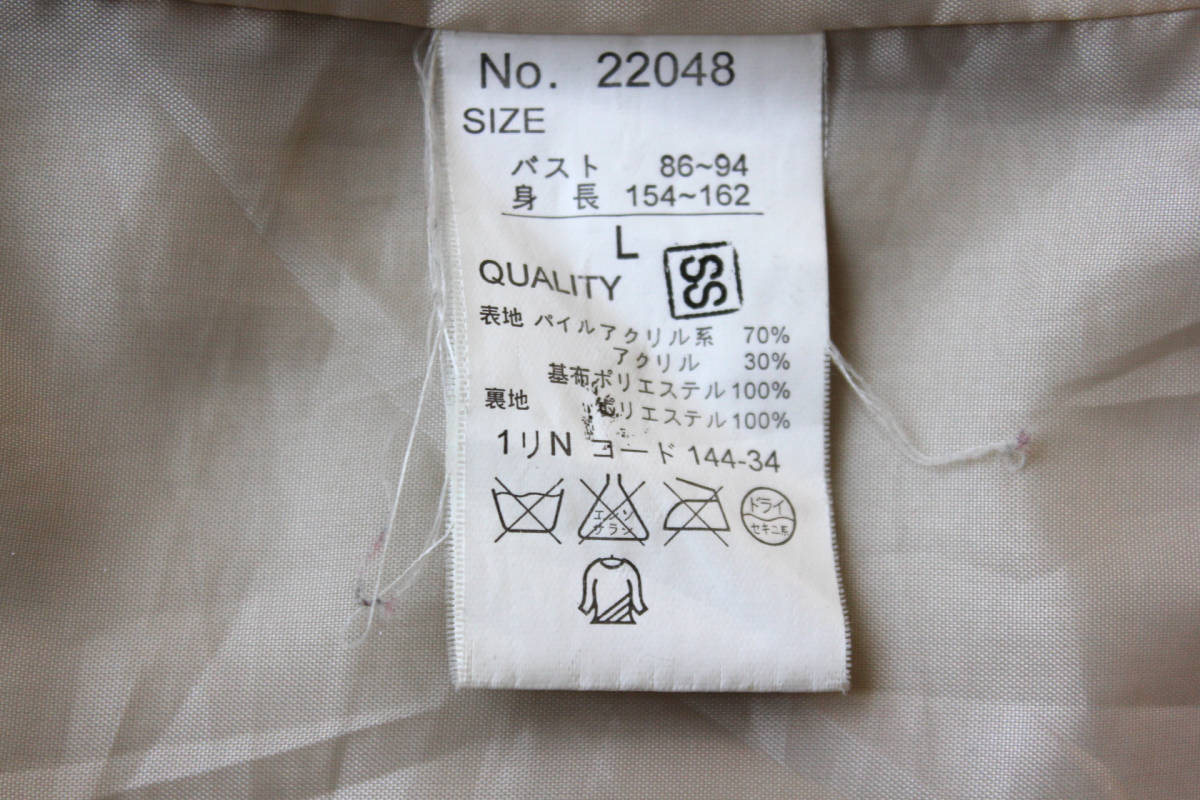 No. 22048
SIZE
バスト 86~94
身 長 154~162
L
SS
QUALITY
表地 パイルアクリル系 70%
アクリル 30%
基布ポリエステル100%
裏地 ポリエステル100%
1リN コード 144-34
エンソ
サラシ
ドライ
セキユ系